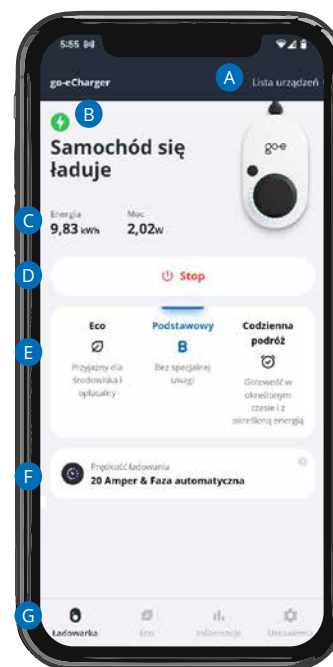 5:55
A
go-eCharger
Lista urządzeń
B
Samochód się
ładuje
go-e
C
Energia
Moc
9,83 kWh
2,02w
D
Stop
Eco
Podstawowy
Codzienna
podróż
B
E
Przyjazny dla
środowiska i
opłacalny
Bez specjalnej
uwagi
Gotowość w
określonym
czasie i z
określoną energią
F
Prędkość ładowania
20 Amper & Faza automatyczna
G
Ładowarka
Eco
Informacje
Ustawienia